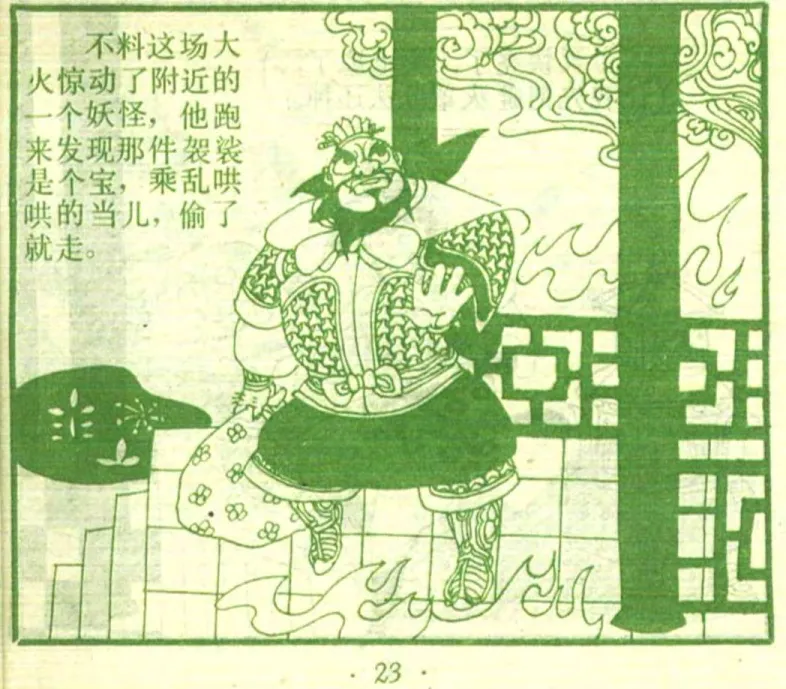 不料这场大
火惊动了附近的
一个妖怪，他跑
来发现那件袈裟
是个宝，乘乱哄
哄的当儿，偷了
就走。
· 23 ·